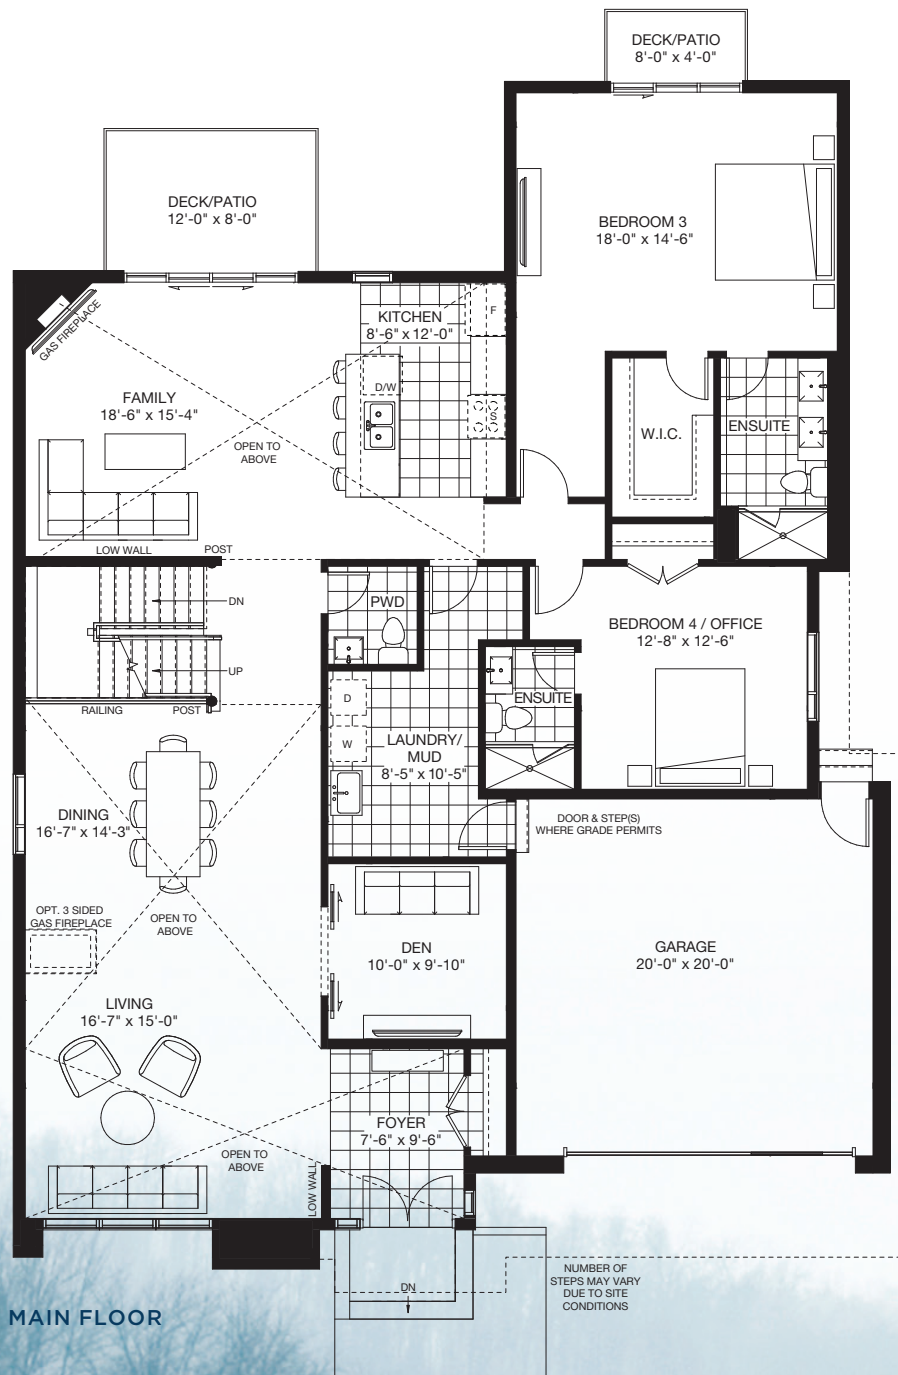 DECK/PATIO
8'-0" x 4'-0"
DECK/PATIO
12'-0" x 8'-0"
BEDROOM 3
18'-0" x 14'-6"
GAS FIREPLACE
KITCHEN
8'-6" x 12'-0"
F
D/W
S
FAMILY
18'-6" x 15'-4"
OPEN TO
ABOVE
W.I.C.
ENSUITE
LOW WALL
POST
DN
UP
RAILING
POST
PWD
BEDROOM 4 / OFFICE
12'-8" x 12'-6"
ENSUITE
D
W
LAUNDRY/
MUD
8'-5" x 10'-5"
DINING
16'-7" x 14'-3"
DOOR & STEP(S)
WHERE GRADE PERMITS
OPT. 3 SIDED
GAS FIREPLACE
OPEN TO
ABOVE
DEN
10'-0" x 9'-10"
GARAGE
20'-0" x 20'-0"
LIVING
16'-7" x 15'-0"
FOYER
7'-6" x 9'-6"
OPEN TO
ABOVE
LOW WALL
DN
NUMBER OF
STEPS MAY VARY
DUE TO SITE
CONDITIONS
MAIN FLOOR